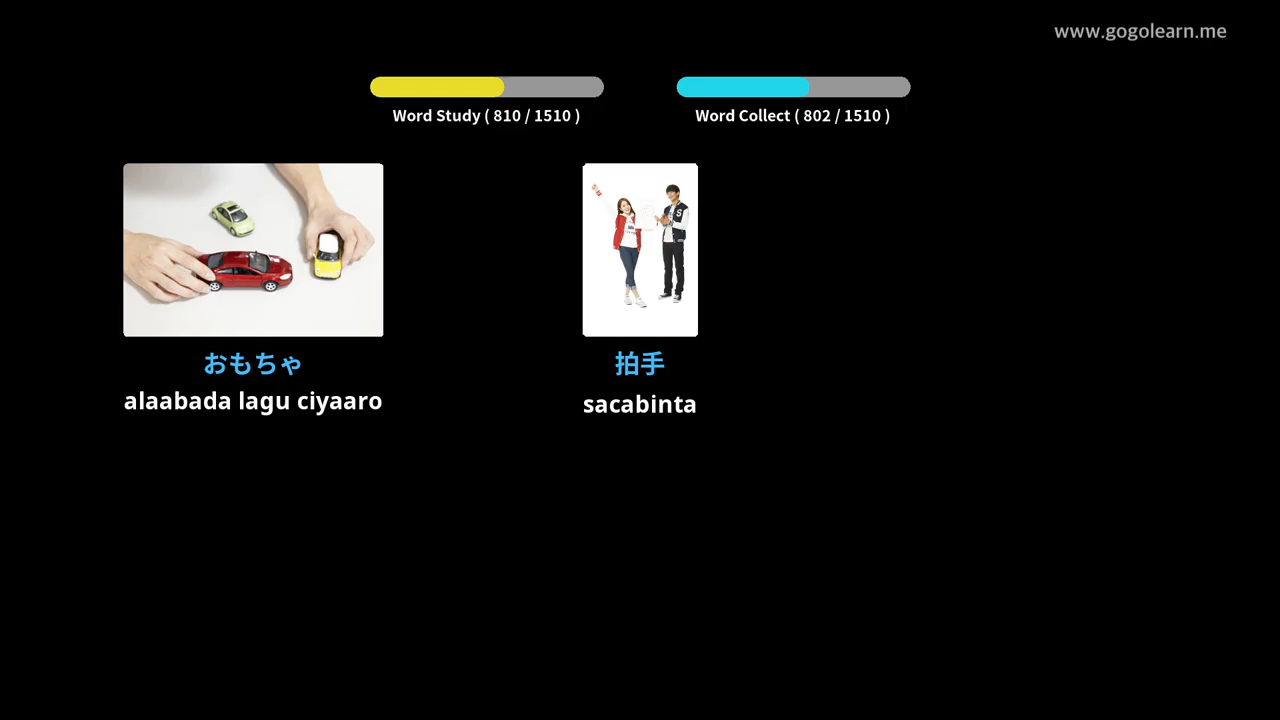 www.gogolearn.me
Word Study ( 810 / 1510 )
Word Collect ( 802 / 1510 )
おもちゃ
alaabada lagu ciyaaro
拍手
sacabinta